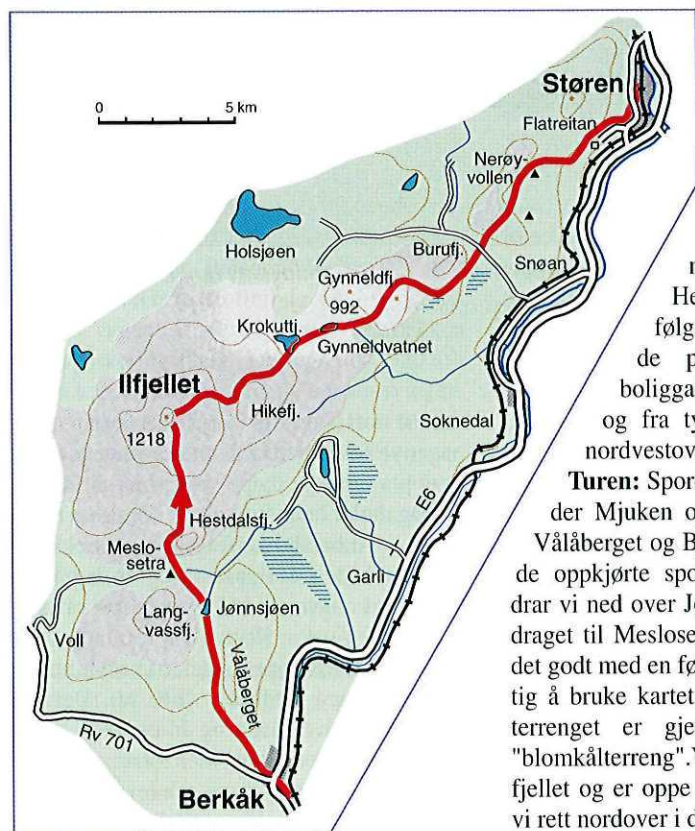 0 5 km
Støren
Flatreitan
Nerøy-
vollen
Holsjøen
Burufj.
Snøan
Gynneldfj.
992
Krokuttj.
Gynneldvatnet
Ilfjellet
1218
Hikefj.
Soknedal
E6
Hestdalsfj.
Meslo-
setra
Garli
Lang-
vassfj.
Jønnsjøen
Voll
Vålåberget
Rv 701
Berkåk
følg
de p
boligga
og fra ty
nordvestov
Turen: Spor
der Mjuken o
Vålåberget og B
de oppkjørte spo
drar vi ned over J
draget til Meslose
det godt med en fø
tig å bruke kartet
terrenget er gje
"blomkålterreng".
fjellet og er oppe
vi rett nordover i d